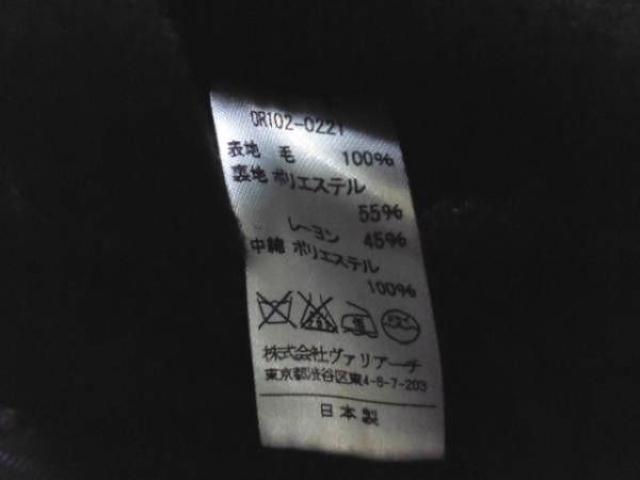 OR102-0221
表地 毛 100%
裏地 ポリエステル
55%
レーヨン 45%
中綿 ポリエステル
100%
株式会社ヴァリアーチ
東京都渋谷区東4-8-7-203
日本製